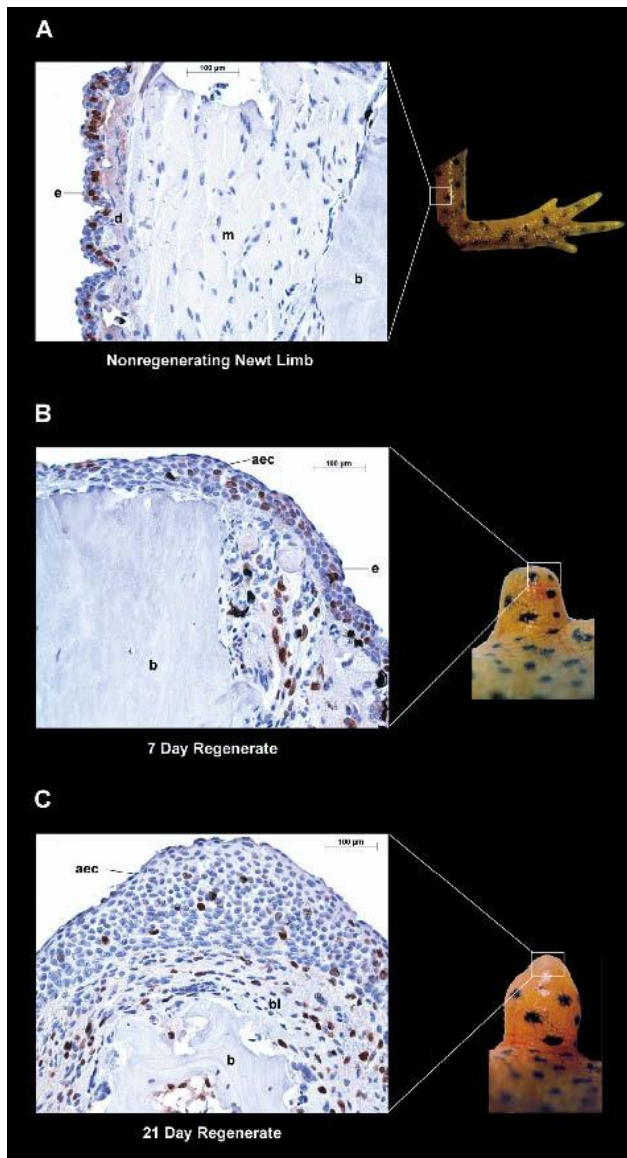 A
100 µm
e
d
m
b
Nonregenerating Newt Limb
B
aec
100 µm
e
b
7 Day Regenerate
C
100 µm
aec
bl
b
21 Day Regenerate